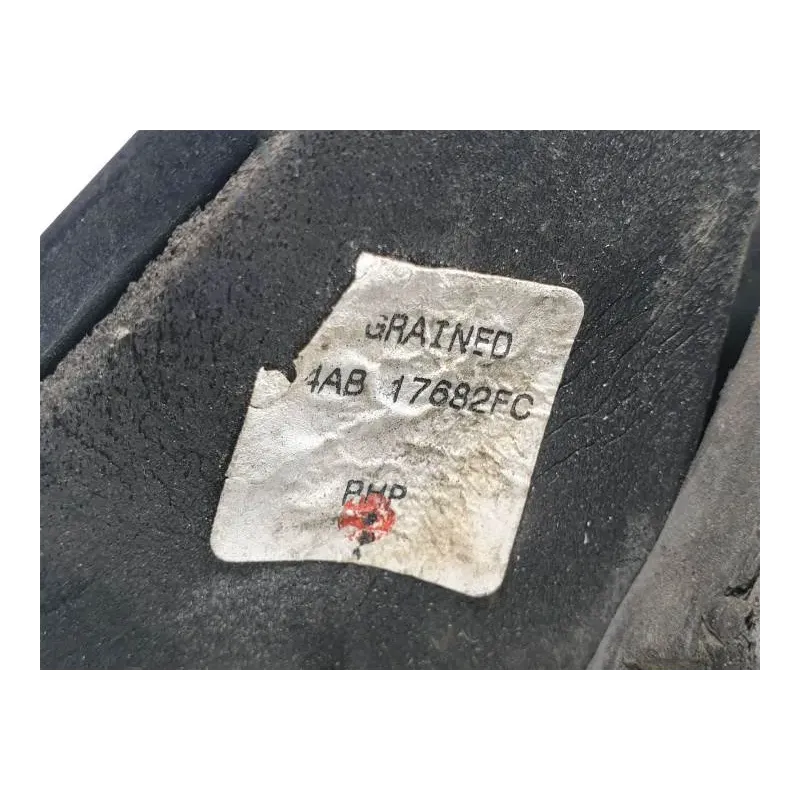 GRAINED
4AB 17682FC
RHP